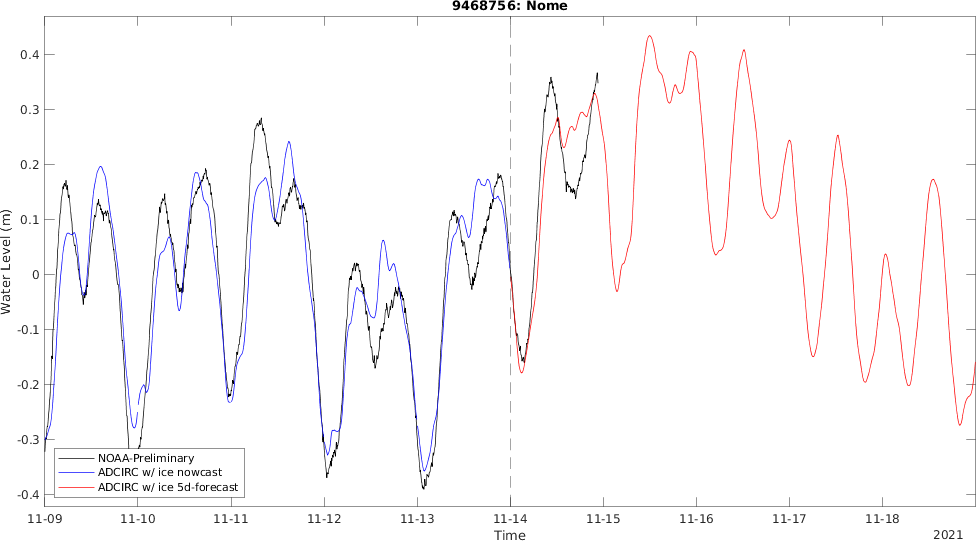 9468756: Nome
Water Level (m)
0.4
0.3
0.2
0.1
0
-0.1
-0.2
-0.3
-0.4
NOAA-Preliminary
ADCIRC w/ ice nowcast
ADCIRC w/ ice 5d-forecast
11-09 11-10 11-11 11-12 11-13 11-14 11-15 11-16 11-17 11-18
Time
2021